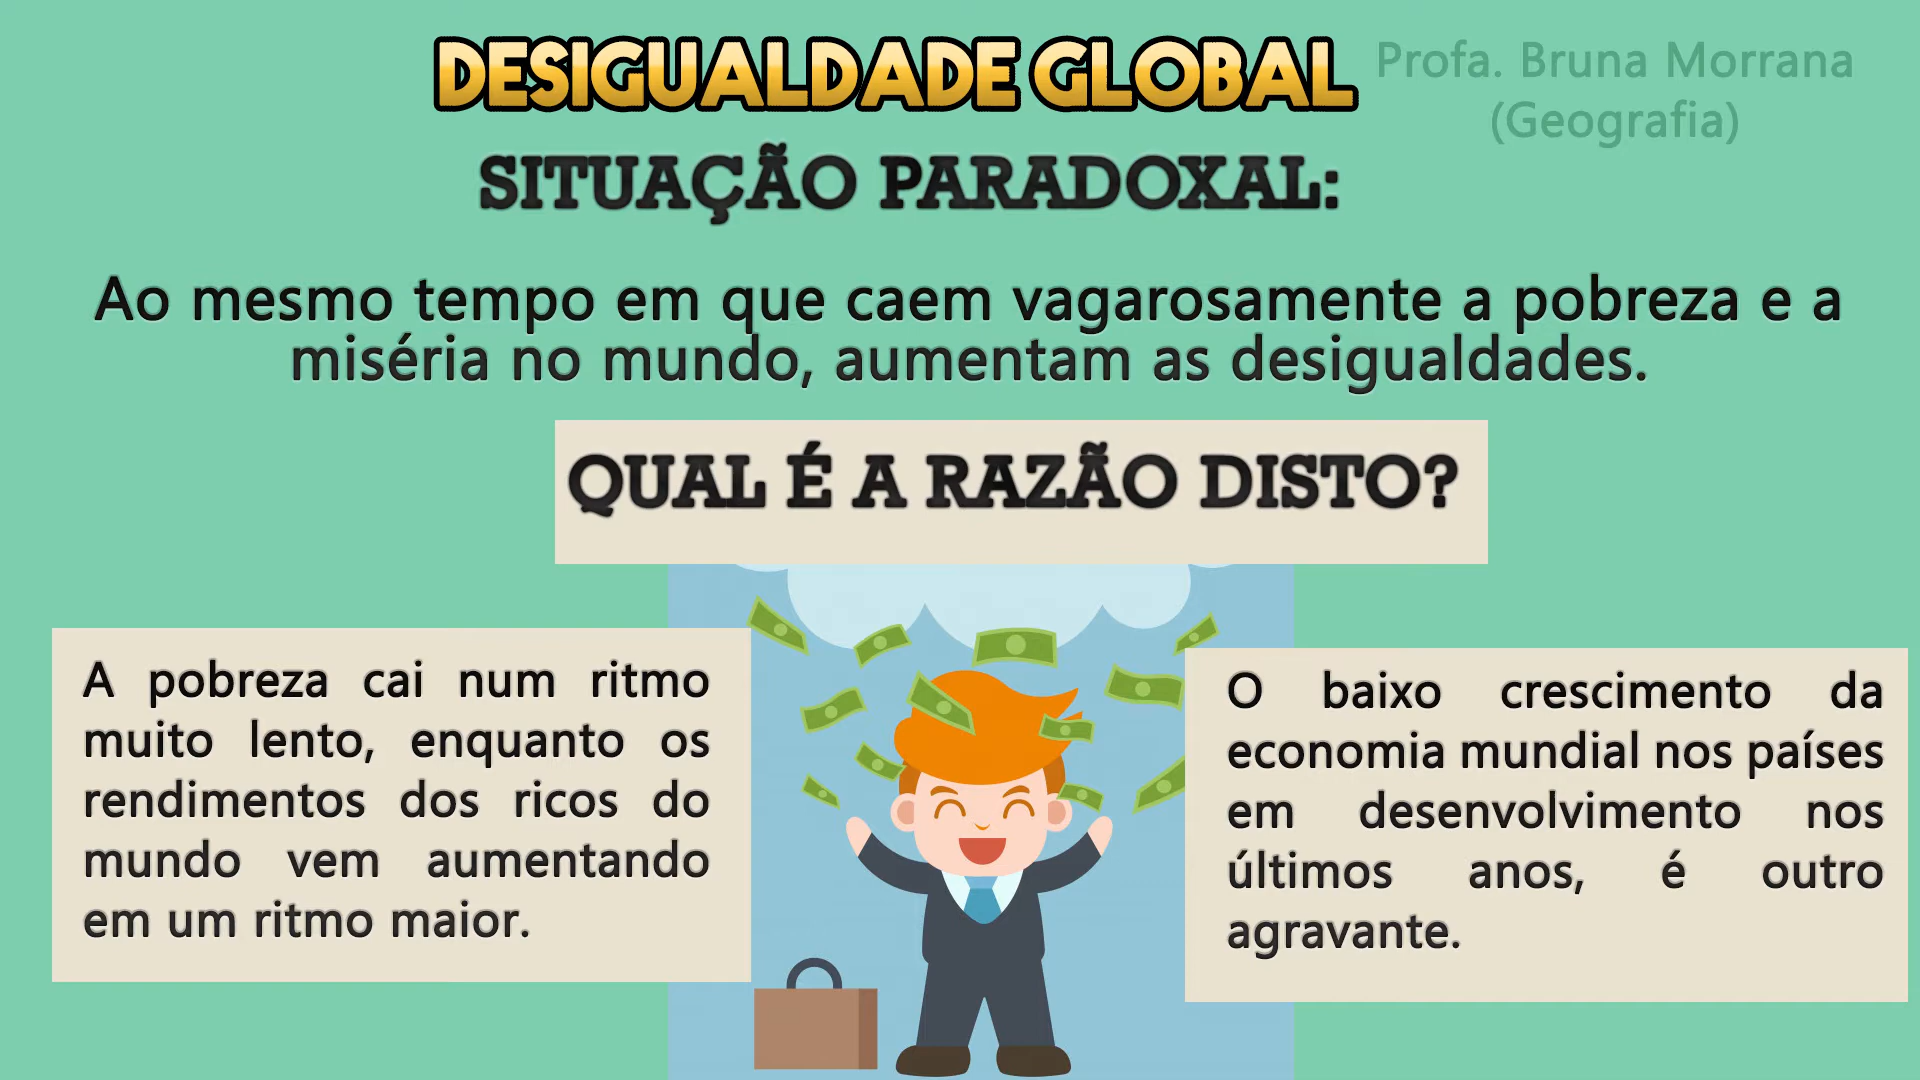 DESIGUALDADE GLOBAL
Profa. Bruna Morrana
(Geografia)
SITUAÇÃO PARADOXAL:
Ao mesmo tempo em que caem vagarosamente a pobreza e a
miséria no mundo, aumentam as desigualdades.
QUAL É A RAZÃO DISTO?
A pobreza cai num ritmo
muito lento, enquanto os
rendimentos dos ricos do
mundo vem aumentando
em um ritmo maior.
O baixo crescimento da
economia mundial nos países
em desenvolvimento nos
últimos anos, é outro
agravante.